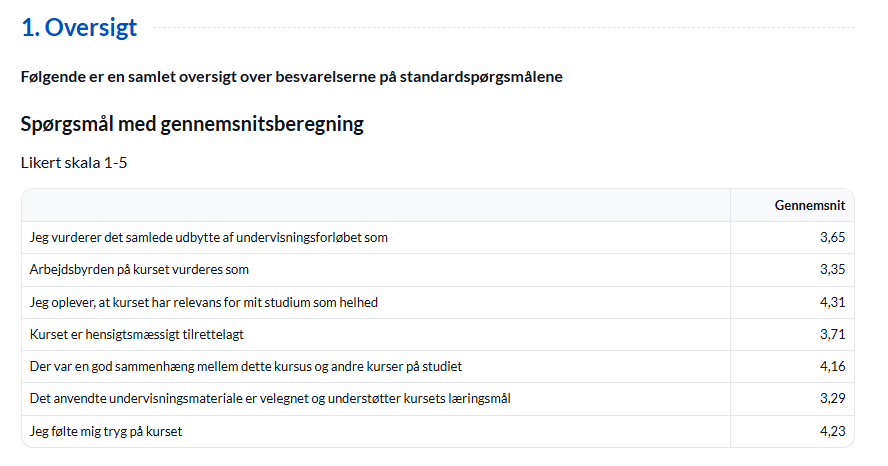 1. Oversigt
Følgende er en samlet oversigt over besvarelserne på standardspørgsmålene
Spørgsmål med gennemsnitsberegning
Likert skala 1-5
Gennemsnit
Jeg vurderer det samlede udbytte af undervisningsforløbet som 3,65
Arbejdsbyrden på kurset vurderes som 3,35
Jeg oplever, at kurset har relevans for mit studium som helhed 4,31
Kurset er hensigtsmæssigt tilrettelagt 3,71
Der var en god sammenhæng mellem dette kursus og andre kurser på studiet 4,16
Det anvendte undervisningsmateriale er velegnet og understøtter kursets læringsmål 3,29
Jeg følte mig tryg på kurset 4,23